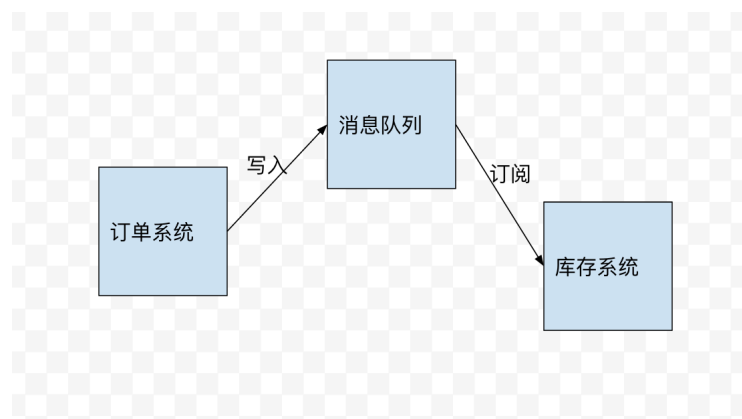 消息队列
写入
订阅
订单系统
库存系统